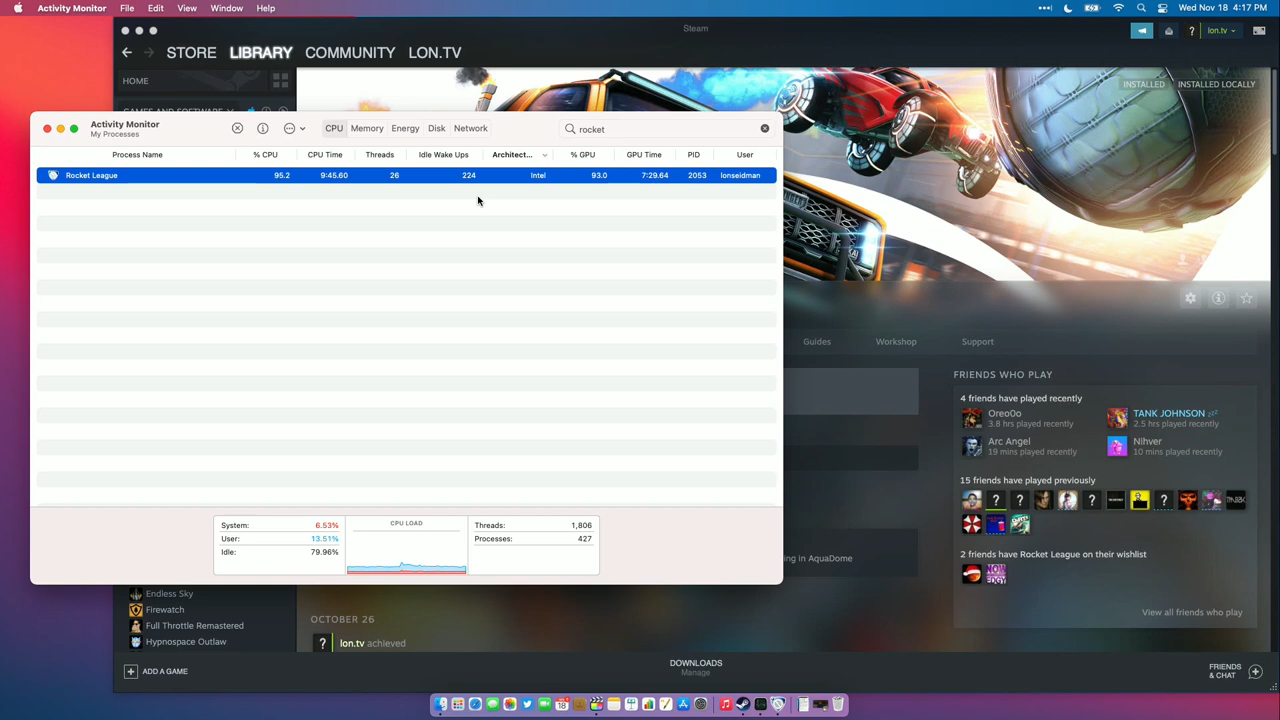 Activity Monitor File Edit View Window Help
Wed Nov 18 4:17 PM
Steam
lon.tv
STORE LIBRARY COMMUNITY LON.TV
HOME
INSTALLED INSTALLED LOCALLY
GAMES AND SOFTWARE
Activity Monitor
My Processes
CPU Memory Energy Disk Network
rocket
Process Name % CPU CPU Time Threads Idle Wake Ups Architect... % GPU GPU Time PID User
Rocket League 95.2 9:45.60 26 224 Intel 93.0 7:29.64 2053 lonseidman
Guides Workshop Support
FRIENDS WHO PLAY
4 friends have played recently
Oreo0o
3.8 hrs played recently
TANK JOHNSON
2.5 hrs played recently
Arc Angel
19 mins played recently
Nihver
10 mins played recently
15 friends have played previously
2 friends have Rocket League on their wishlist
View all friends who play
ing in AquaDome
System: 6.53%
User: 13.51%
Idle: 79.96%
CPU LOAD
Threads: 1,806
Processes: 427
Endless Sky
Firewatch
Full Throttle Remastered
Hypnospace Outlaw
OCTOBER 26
lon.tv achieved
ADD A GAME
DOWNLOADS
Manage
FRIENDS
& CHAT